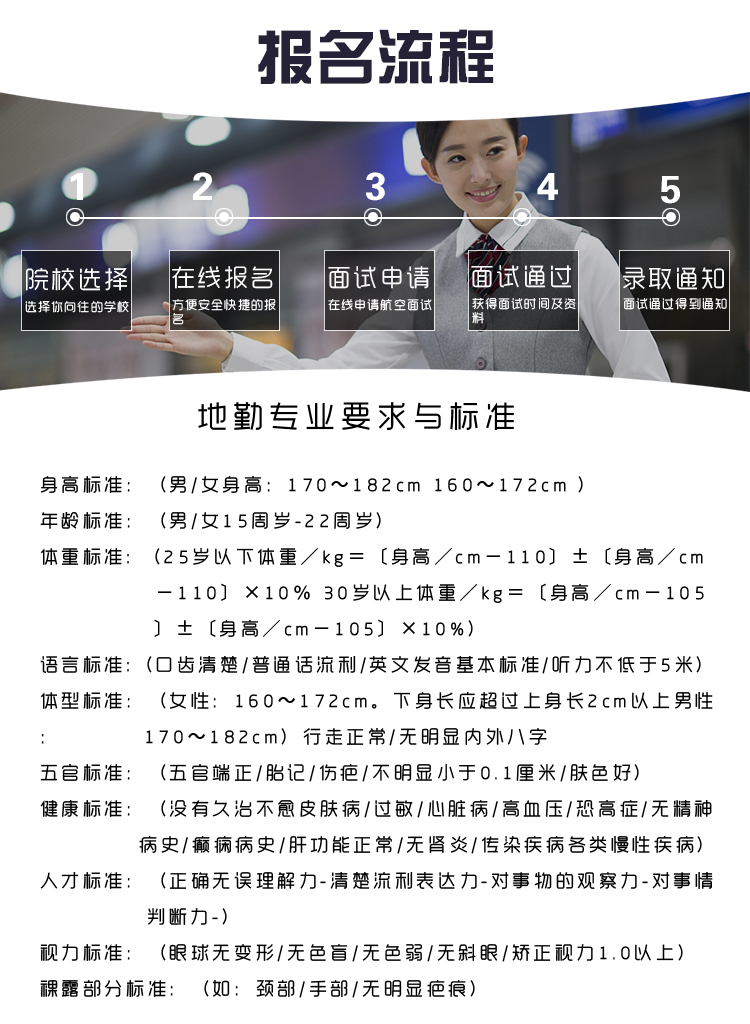 报名流程
1 2 3 4 5
院校选择 在线报名 面试申请 面试通过 录取通知
选择你向往的学校 方便安全快捷的报 在线申请航空面试 获得面试时间及资 面试通过得到通知
名 料
地勤专业要求与标准
身高标准：（男/女身高：170～182cm 160～172cm ）
年龄标准：（男/女15周岁-22周岁）
体重标准：（25岁以下体重／kg＝〔身高／cm－110〕±〔身高／cm
－110〕×10% 30岁以上体重／kg＝〔身高／cm－105
〕±〔身高／cm－105〕×10%）
语言标准：（口齿清楚/普通话流利/英文发音基本标准/听力不低于5米）
体型标准：（女性：160～172cm。下身长应超过上身长2cm以上男性
: 170～182cm）行走正常/无明显内外八字
五官标准：（五官端正/胎记/伤疤/不明显小于0.1厘米/肤色好）
健康标准：（没有久治不愈皮肤病/过敏/心脏病/高血压/恐高症/无精神
病史/癫痫病史/肝功能正常/无肾炎/传染疾病各类慢性疾病）
人才标准：（正确无误理解力-清楚流利表达力-对事物的观察力-对事情
判断力-）
视力标准：（眼球无变形/无色盲/无色弱/无斜眼/矫正视力1.0以上）
裸露部分标准：（如：颈部/手部/无明显疤痕）